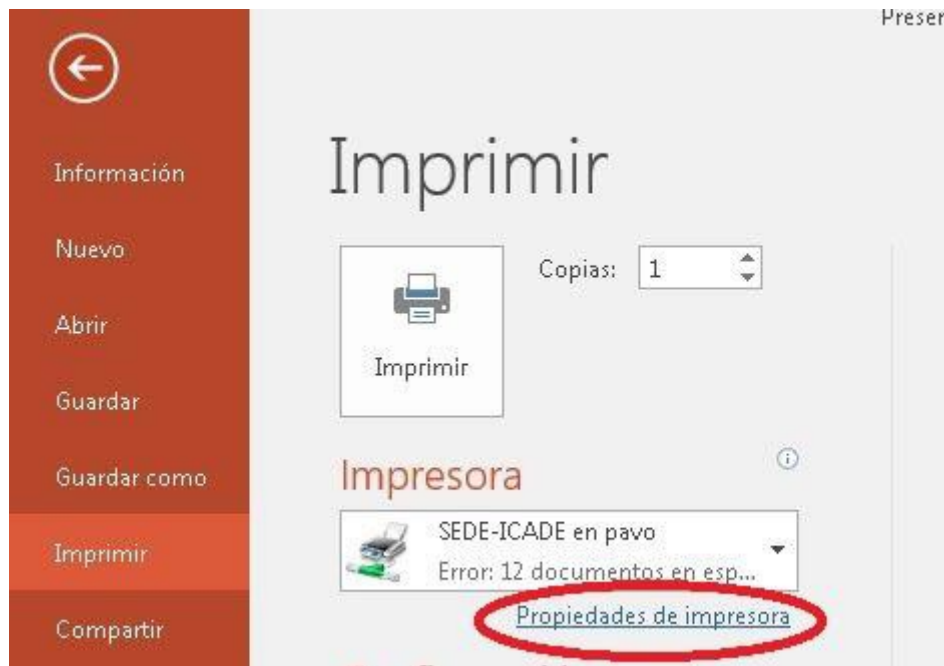 Presen
Información
Nuevo
Abrir
Guardar
Guardar como
Imprimir
Compartir
Imprimir
Copias: 1
Imprimir
Impresora
SEDE-ICADE en pavo
Error: 12 documentos en esp...
Propiedades de impresora